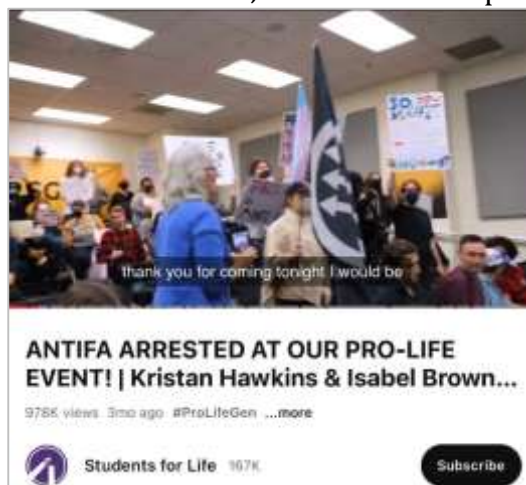 thank you for coming tonight I would be
ANTIFA ARRESTED AT OUR PRO-LIFE
EVENT! | Kristan Hawkins & Isabel Brown...
978K views 3mo ago #ProLifeGen ...more
Students for Life 167K
Subscribe